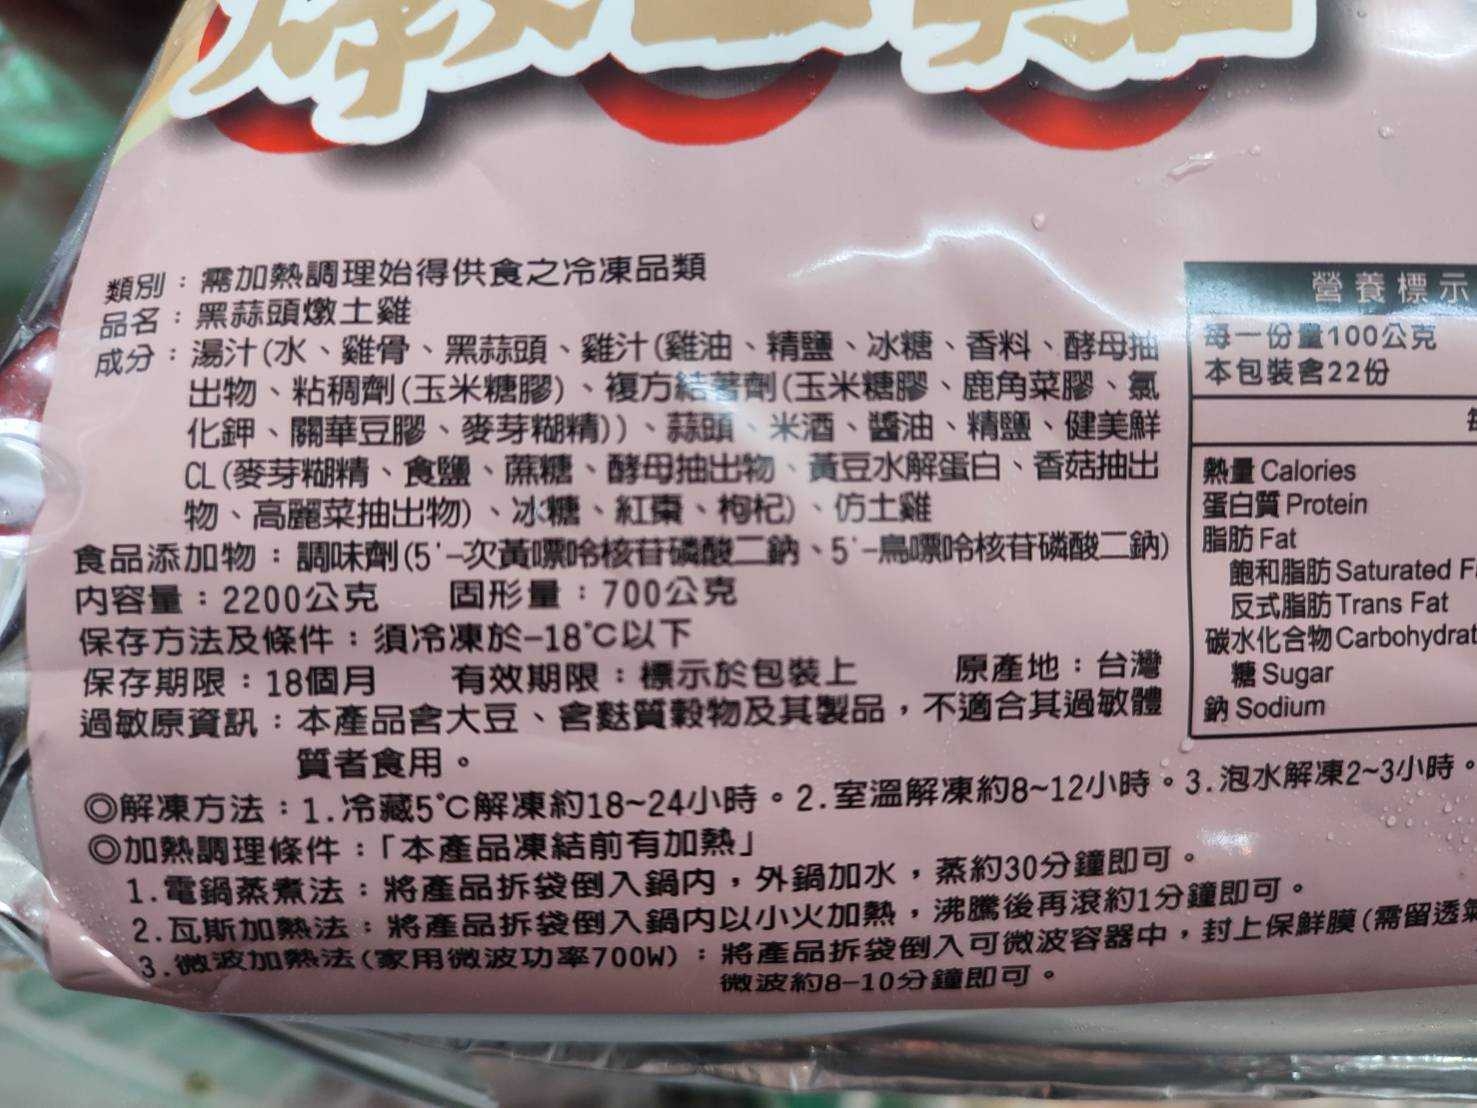 類別：需加熱調理始得供食之冷凍品類
品名：黑蒜頭燉土雞
成分：湯汁(水、雞骨、黑蒜頭、雞汁(雞油、精鹽、冰糖、香料、酵母抽
出物、粘稠劑(玉米糖膠)、複方結著劑(玉米糖膠、鹿角菜膠、氯
化鉀、關華豆膠、麥芽糊精))、蒜頭、米酒、醬油、精鹽、健美鮮
CL(麥芽糊精、食鹽、蔗糖、酵母抽出物、黃豆水解蛋白、香菇抽出
物、高麗菜抽出物)、冰糖、紅棗、枸杞)、仿土雞
食品添加物：調味劑(5'-次黃嘌呤核苷磷酸二鈉、5'-鳥嘌呤核苷磷酸二鈉)
內容量：2200公克 固形量：700公克
保存方法及條件：須冷凍於-18℃以下
保存期限：18個月 有效期限：標示於包裝上 原產地：台灣
過敏原資訊：本產品含大豆、含麩質穀物及其製品，不適合其過敏體
質者食用。
◎解凍方法：1.冷藏5℃解凍約18~24小時。2.室溫解凍約8~12小時。3.泡水解凍2~3小時。
◎加熱調理條件：「本產品凍結前有加熱」
1.電鍋蒸煮法：將產品拆袋倒入鍋內，外鍋加水，蒸約30分鐘即可。
2.瓦斯加熱法：將產品拆袋倒入鍋內以小火加熱，沸騰後再滾約1分鐘即可。
3.微波加熱法(家用微波功率700W)：將產品拆袋倒入可微波容器中，封上保鮮膜(需留透氣
微波約8-10分鐘即可。
營養標示
每一份量100公克
本包裝含22份
每
熱量 Calories
蛋白質 Protein
脂肪 Fat
飽和脂肪 Saturated
反式脂肪 Trans Fat
碳水化合物 Carbohydrat
糖 Sugar
鈉 Sodium